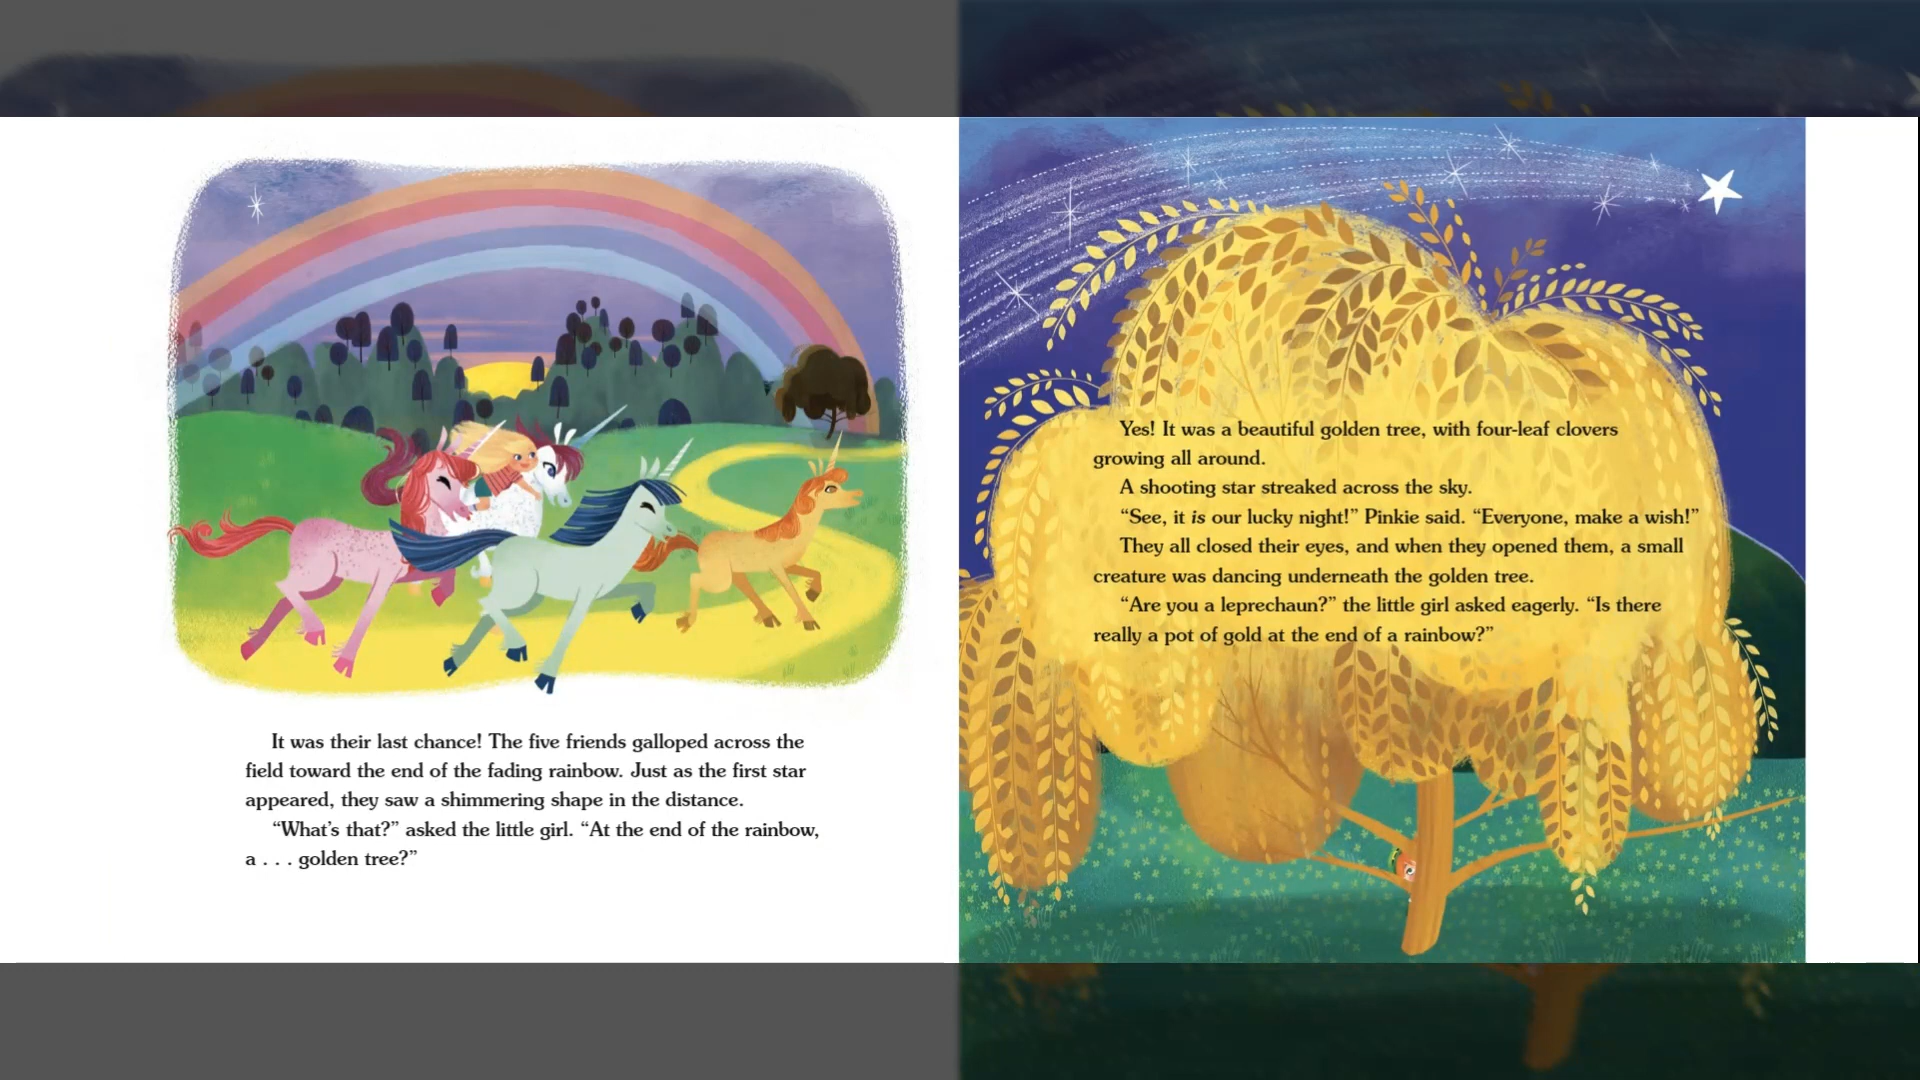 It was their last chance! The five friends galloped across the
field toward the end of the fading rainbow. Just as the first star
appeared, they saw a shimmering shape in the distance.
“What’s that?” asked the little girl. “At the end of the rainbow,
a . . . golden tree?”
Yes! It was a beautiful golden tree, with four-leaf clovers
growing all around.
A shooting star streaked across the sky.
“See, it is our lucky night!” Pinkie said. “Everyone, make a wish!”
They all closed their eyes, and when they opened them, a small
creature was dancing underneath the golden tree.
“Are you a leprechaun?” the little girl asked eagerly. “Is there
really a pot of gold at the end of a rainbow?”